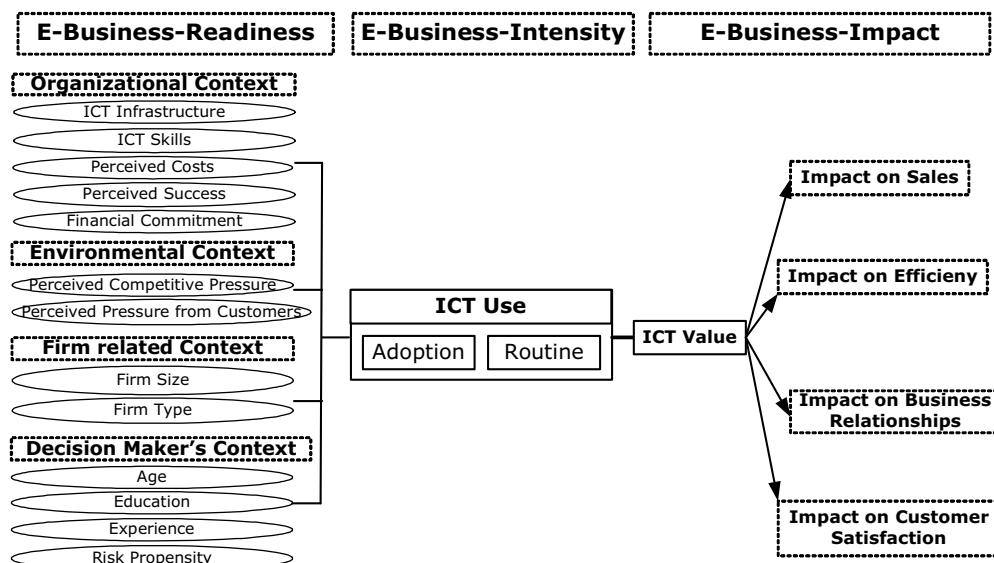 E-Business-Readiness
E-Business-Intensity
E-Business-Impact
Organizational Context
ICT Infrastructure
ICT Skills
Perceived Costs
Perceived Success
Financial Commitment
Environmental Context
Perceived Competitive Pressure
Perceived Pressure from Customers
Firm related Context
Firm Size
Firm Type
Decision Maker's Context
Age
Education
Experience
Risk Propensity
ICT Use
Adoption
Routine
ICT Value
Impact on Sales
Impact on Efficieny
Impact on Business
Relationships
Impact on Customer
Satisfaction